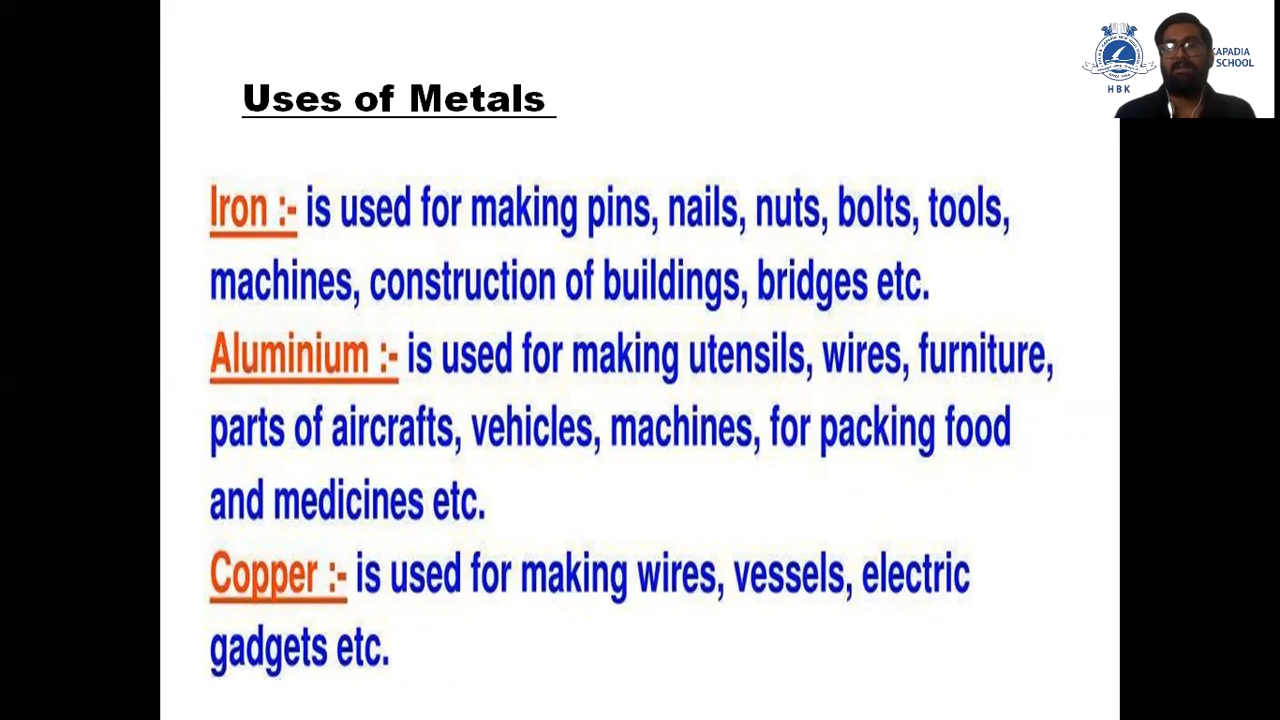 Uses of Metals
Iron :- is used for making pins, nails, nuts, bolts, tools,
machines, construction of buildings, bridges etc.
Aluminium :- is used for making utensils, wires, furniture,
parts of aircrafts, vehicles, machines, for packing food
and medicines etc.
Copper :- is used for making wires, vessels, electric
gadgets etc.
KAPADIA
SCHOOL
HBK